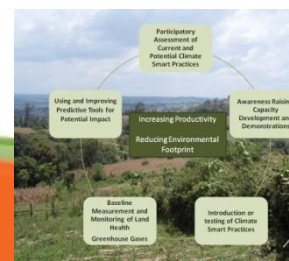 Participatory
Assessment of
Current and
Potential Climate
Smart Practices
Using and Improving
Predictive Tools for
Potential Impact
Increasing Productivity
Reducing Environmental
Footprint
Awareness Raising
Capacity
Development and
Demonstrations
Baseline
Measurement and
Monitoring of Land
Health
Greenhouse Gases
Introduction or
testing of Climate
Smart Practices